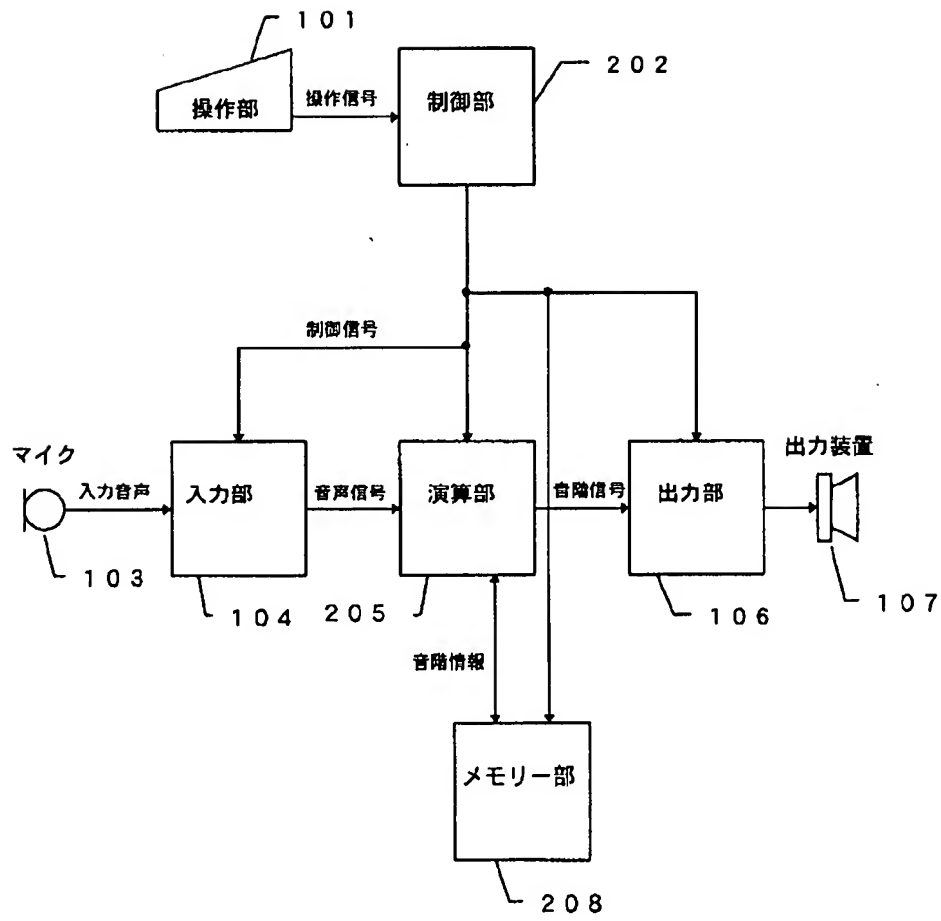 １０１
２０２
操作部
操作信号
制御部
制御信号
マイク
出力装置
入力音声
入力部
音声信号
演算部
音階信号
出力部
１０３
１０４
２０５
１０６
１０７
音階情報
メモリー部
２０８